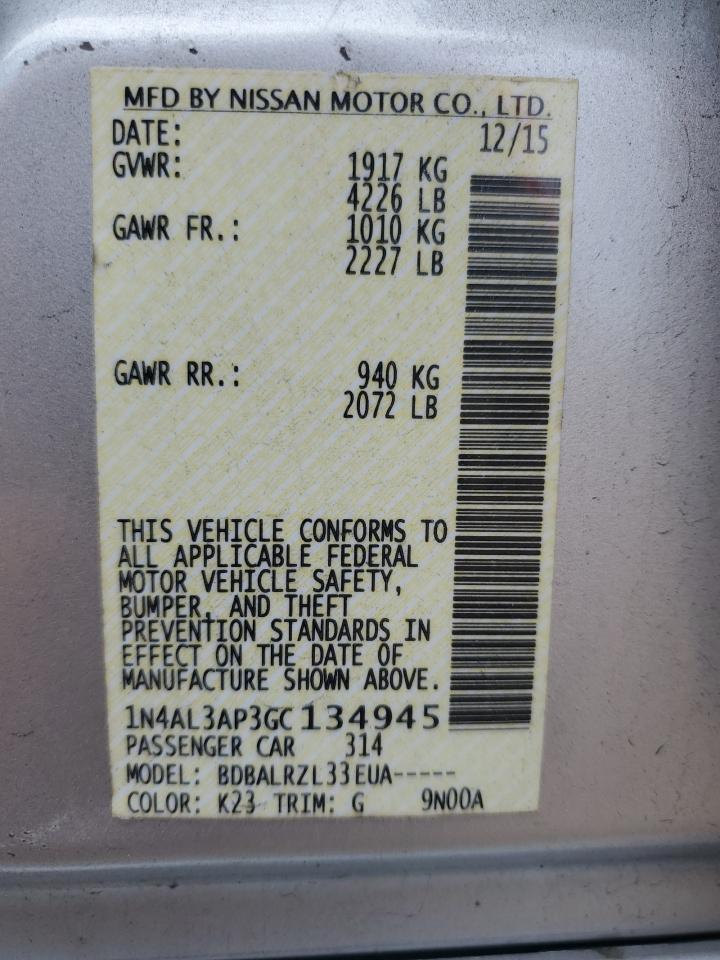 MFD BY NISSAN MOTOR CO., LTD.
DATE: 12/15
GVWR: 1917 KG
4226 LB
GAWR FR.: 1010 KG
2227 LB
GAWR RR.: 940 KG
2072 LB
THIS VEHICLE CONFORMS TO
ALL APPLICABLE FEDERAL
MOTOR VEHICLE SAFETY,
BUMPER, AND THEFT
PREVENTION STANDARDS IN
EFFECT ON THE DATE OF
MANUFACTURE SHOWN ABOVE.
1N4AL3AP3GC134945
PASSENGER CAR 314
MODEL: BDBALRZL33EUA-----
COLOR: K23 TRIM: G 9N00A